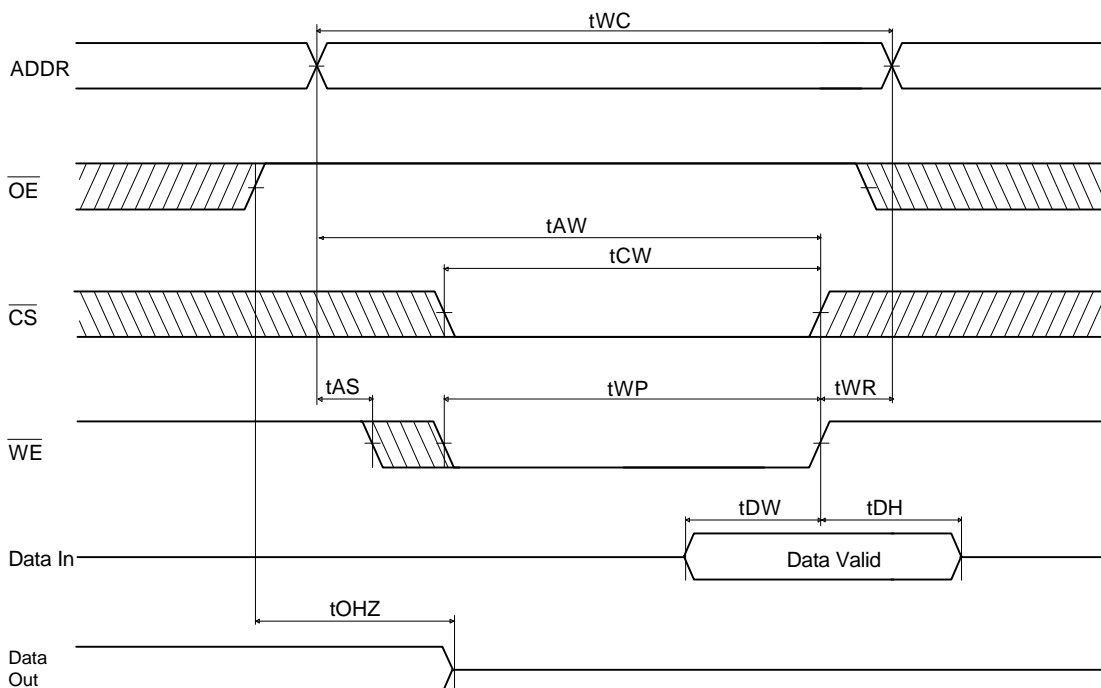 tWC
ADDR
OE
tAW
tCW
CS
tAS
tWP
tWR
WE
tDW
tDH
Data In
Data Valid
tOHZ
Data
Out